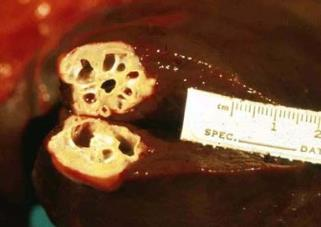 cm 1 2
SPEC. DAT